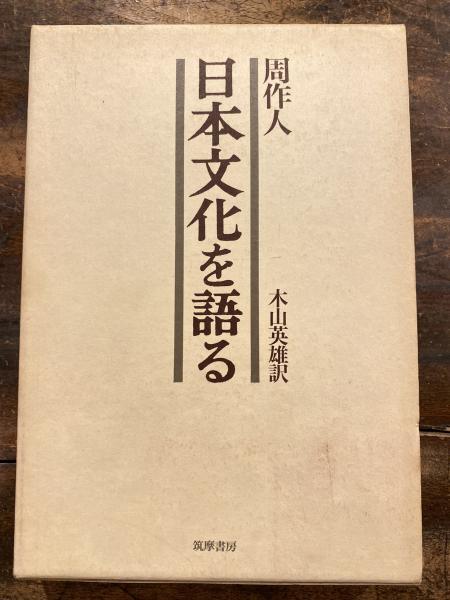 周作人
日本文化を語る
木山英雄訳
筑摩書房